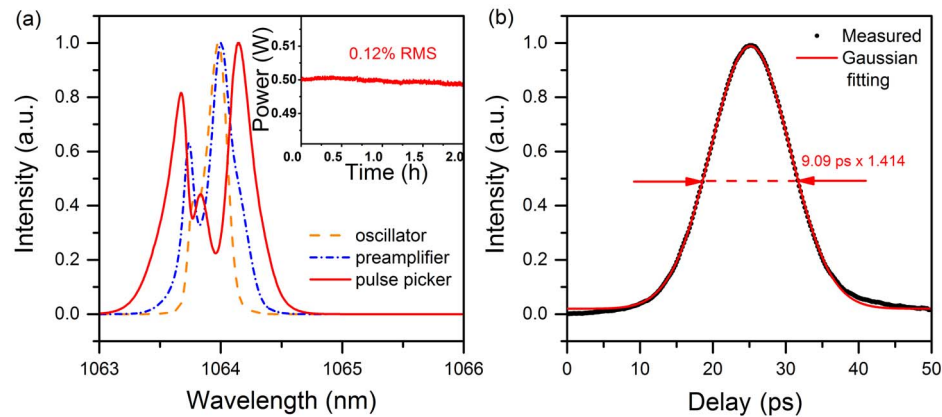 (a)
Intensity (a.u.)
1.0
0.8
0.6
0.4
0.2
0.0
1063
1064
1065
1066
Wavelength (nm)
Power (W)
0.51
0.50
0.49
0.12% RMS
0.0
0.5
1.0
1.5
2.0
Time (h)
oscillator
preamplifier
pulse picker
(b)
Intensity (a.u.)
1.0
0.8
0.6
0.4
0.2
0.0
0
10
20
30
40
50
Delay (ps)
Measured
Gaussian
fitting
9.09 ps x 1.414